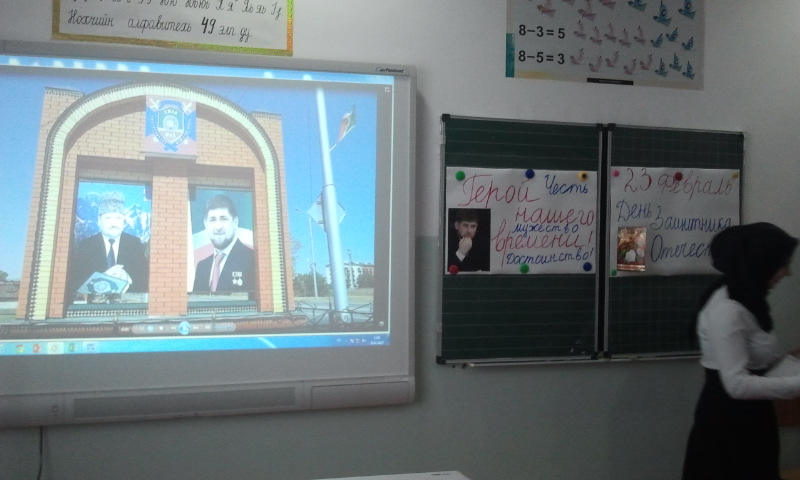 Нохчийн алфавитехь 49 элп ду.
8-3=5
8-5=3
Герой Честь
нашего
мужество
времени!
Достоинство!
23 Февраль
День Защитника
Отечест